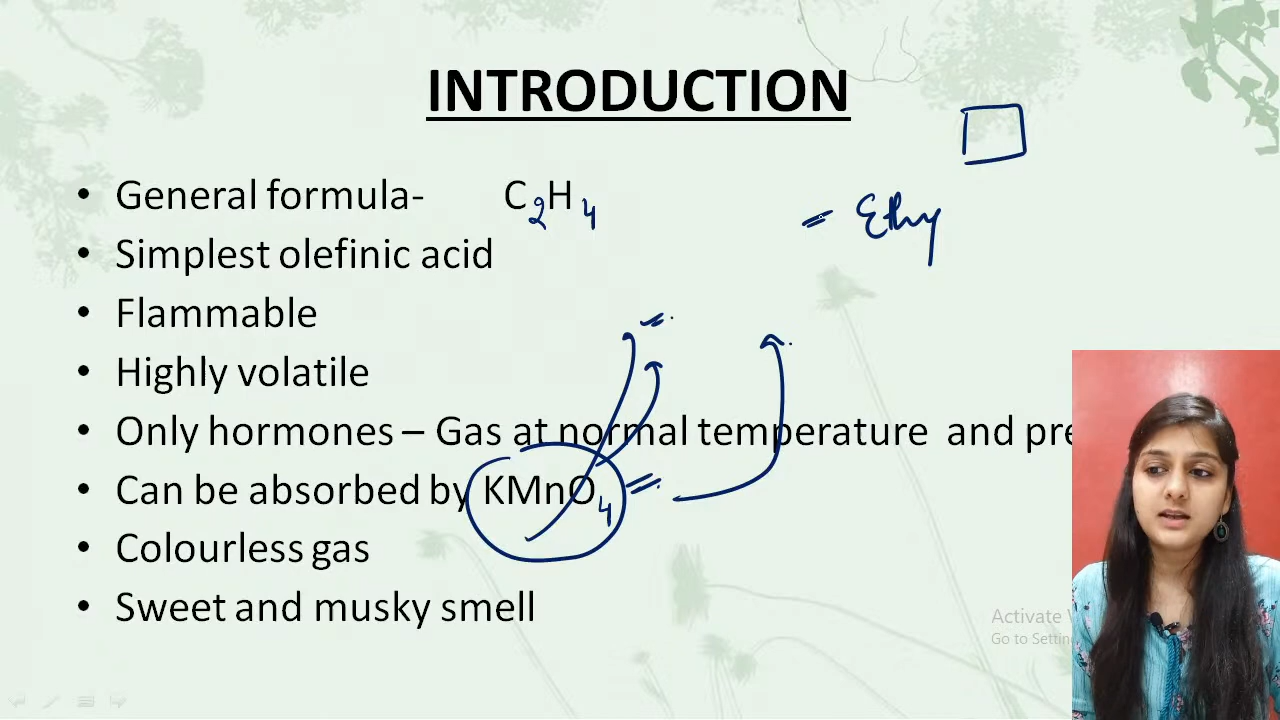 INTRODUCTION
• General formula- C2H4
= Ethy
• Simplest olefinic acid
• Flammable
• Highly volatile
• Only hormones – Gas at normal temperature and pre
• Can be absorbed by KMnO4 =
• Colourless gas
• Sweet and musky smell
Activate
Go to Settin